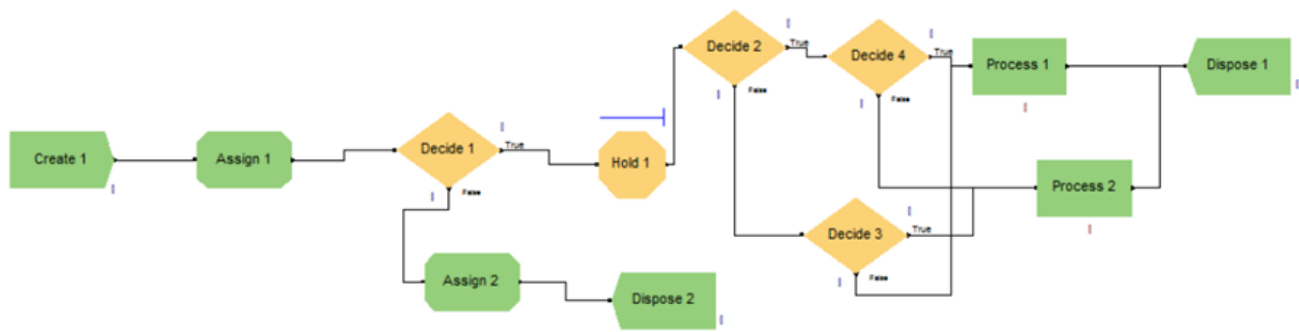 Create 1
Assign 1
Decide 1
True
False
Assign 2
Dispose 2
Hold 1
Decide 2
True
False
Decide 4
True
False
Decide 3
True
False
Process 1
Process 2
Dispose 1